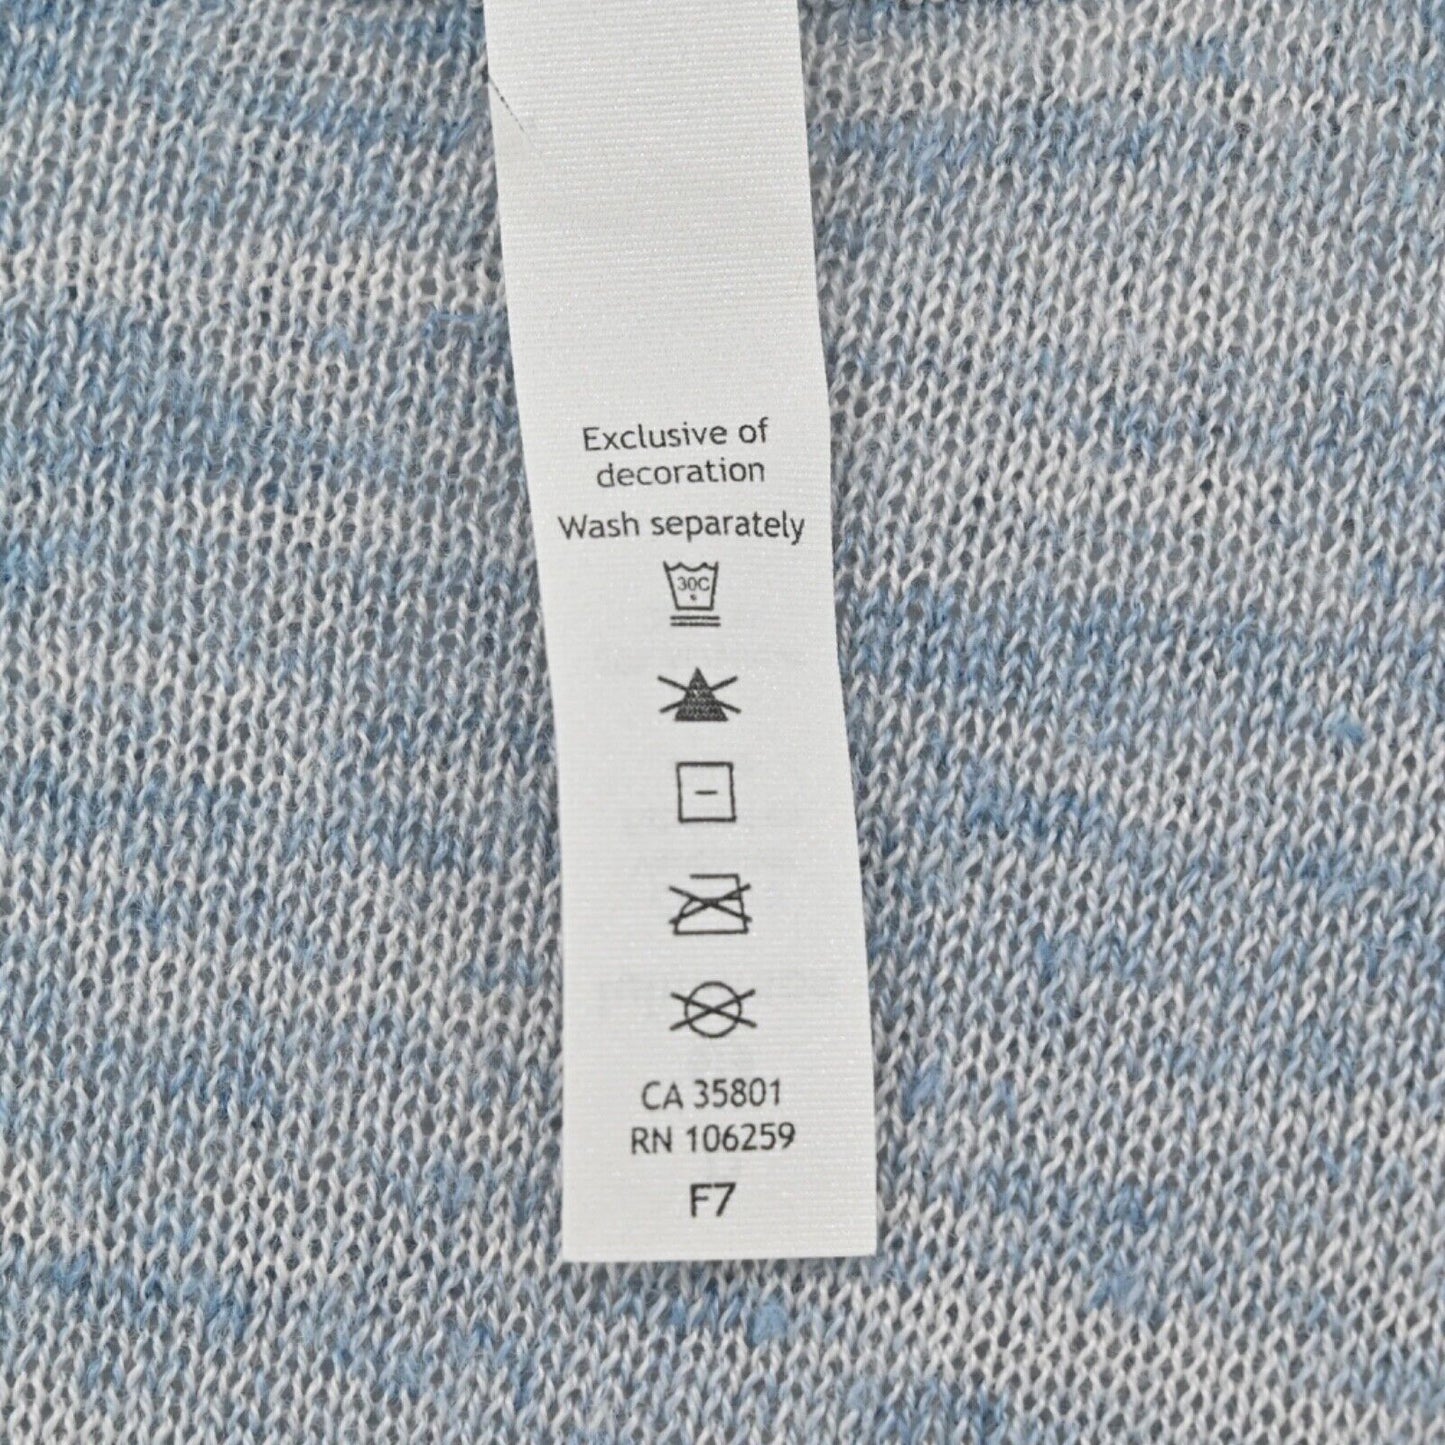 Exclusive of
decoration
Wash separately
30C
CA 35801
RN 106259
F7